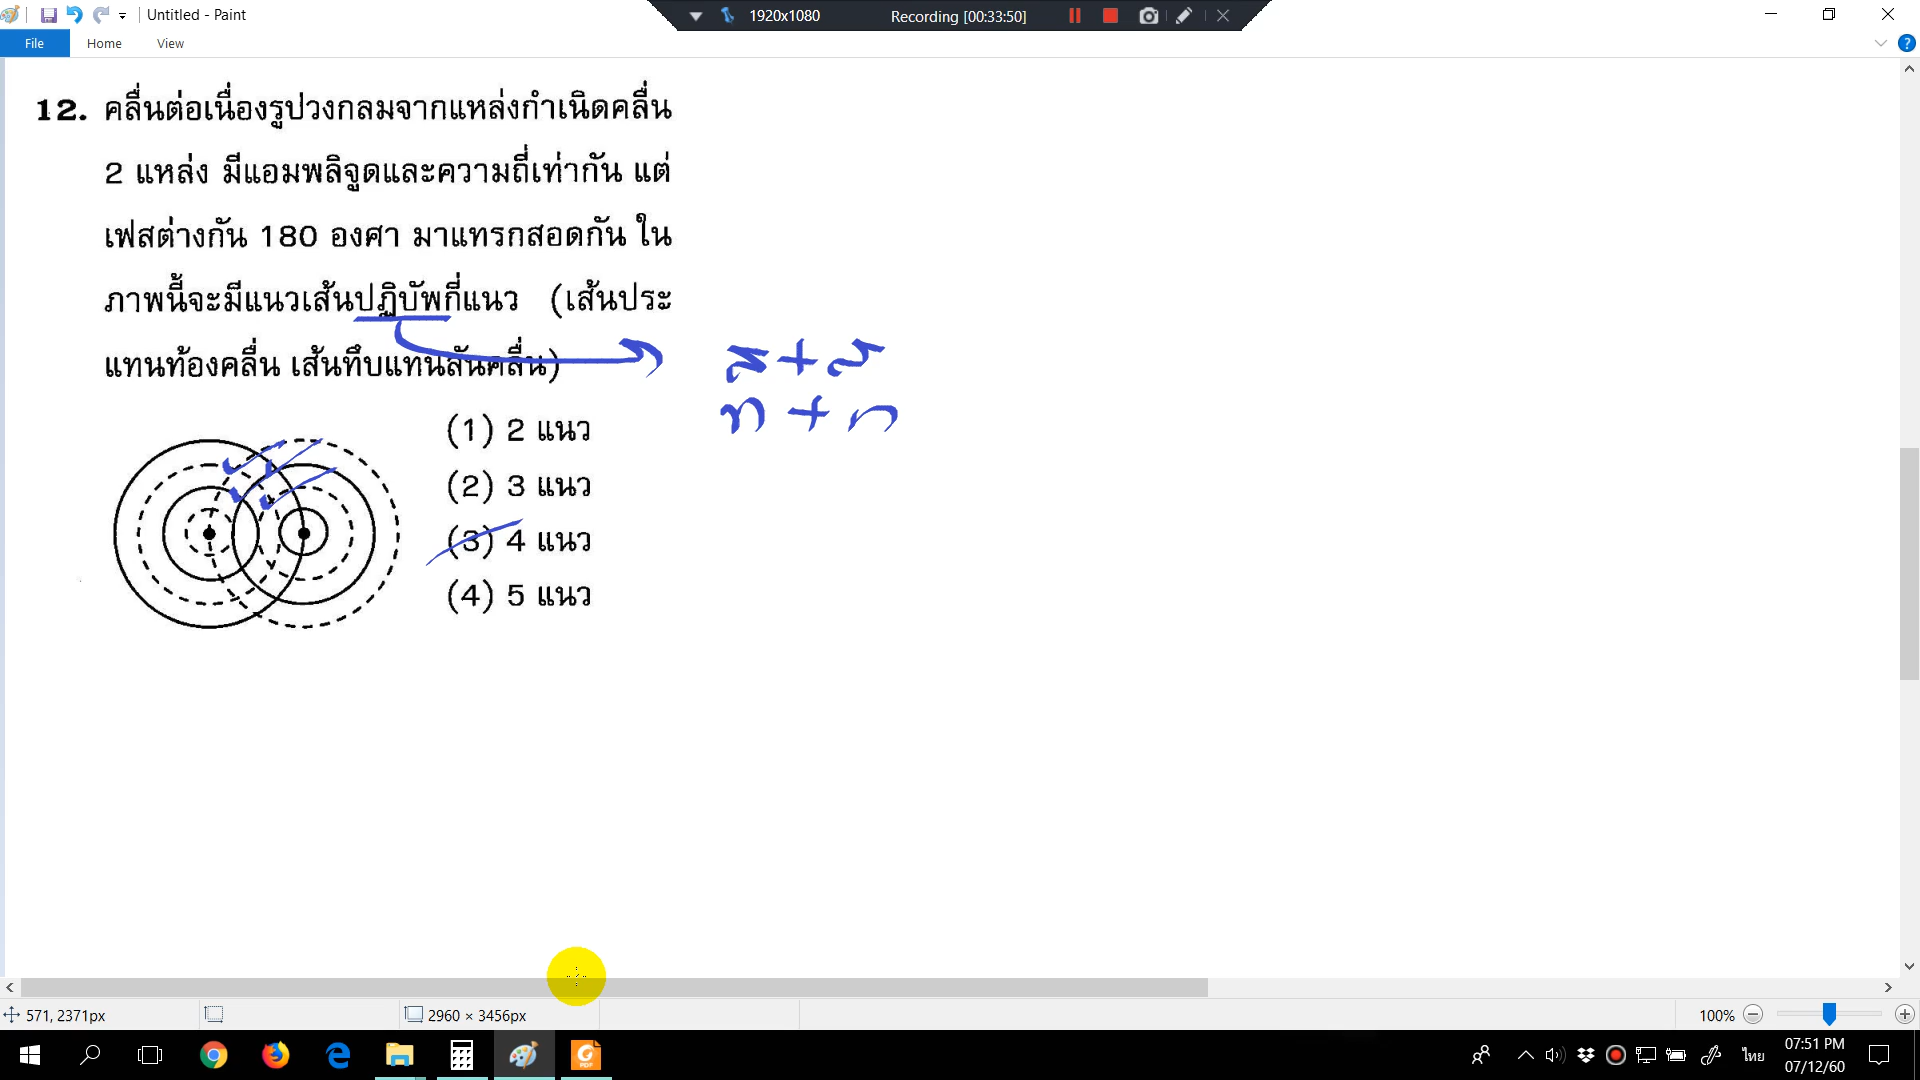 Untitled - Paint
1920x1080
Recording [00:33:50]
File Home View
12. คลื่นต่อเนื่องรูปวงกลมจากแหล่งกำเนิดคลื่น
2 แหล่ง มีแอมพลิจูดและความถี่เท่ากัน แต่
เฟสต่างกัน 180 องศา มาแทรกสอดกัน ใน
ภาพนี้จะมีแนวเส้นปฏิบัพกี่แนว (เส้นประ
แทนท้องคลื่น เส้นทึบแทนสันคลื่น)
(1) 2 แนว
(2) 3 แนว
(3) 4 แนว
(4) 5 แนว
571, 2371px
2960 × 3456px
100%
ไทย
07:51 PM
07/12/60